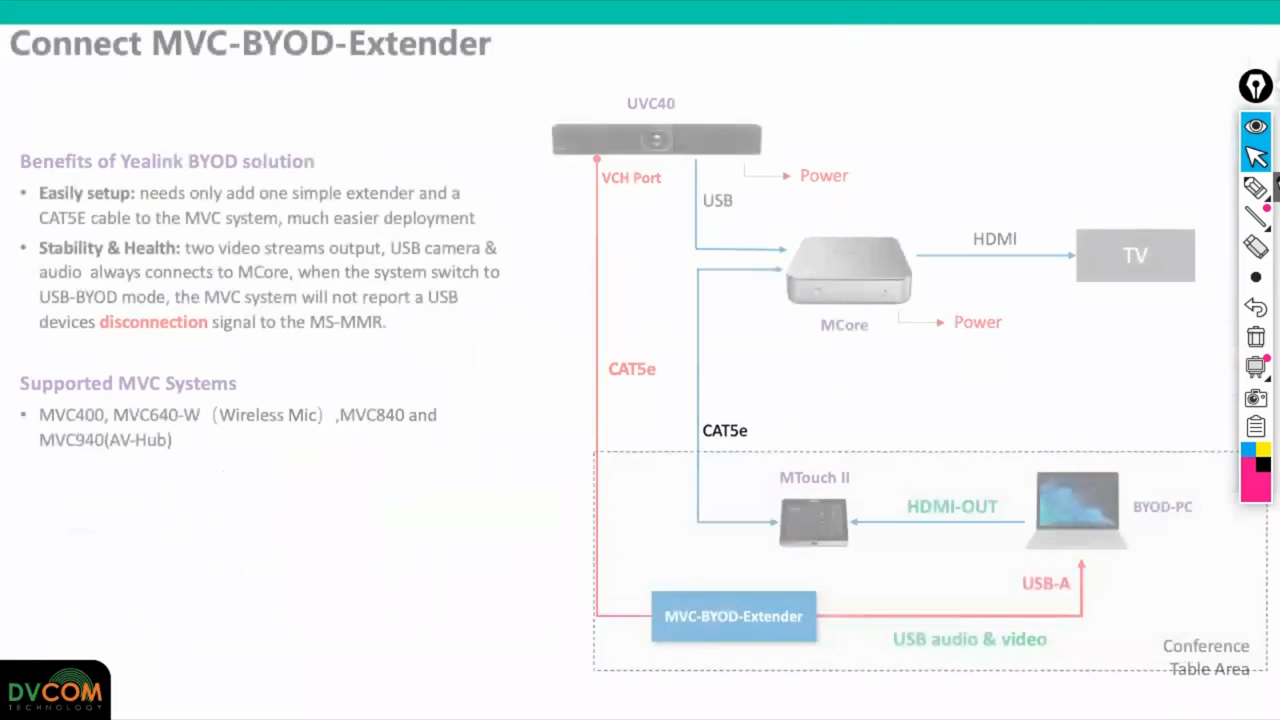 Connect MVC-BYOD-Extender
Benefits of Yealink BYOD solution
• Easily setup: needs only add one simple extender and a
CAT5E cable to the MVC system, much easier deployment
• Stability & Health: two video streams output, USB camera &
audio always connects to MCore, when the system switch to
USB-BYOD mode, the MVC system will not report a USB
devices disconnection signal to the MS-MMR.
Supported MVC Systems
• MVC400, MVC640-W（Wireless Mic）,MVC840 and
MVC940(AV-Hub)
UVC40
VCH Port
Power
USB
HDMI
TV
MCore
Power
CAT5e
CAT5e
MTouch II
HDMI-OUT
BYOD-PC
USB-A
MVC-BYOD-Extender
USB audio & video
Conference
Table Area
DVCOM
TECHNOLOGY